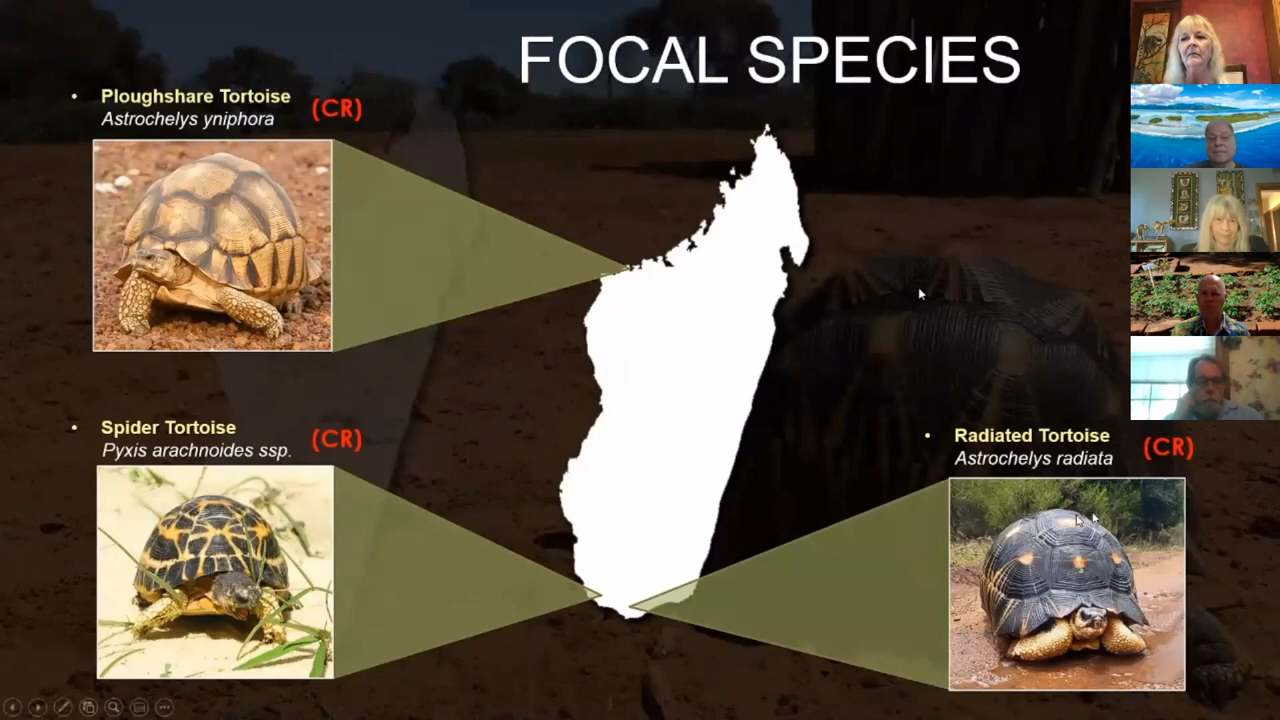 FOCAL SPECIES
• Ploughshare Tortoise (CR)
Astrochelys yniphora
• Spider Tortoise (CR)
Pyxis arachnoides ssp.
• Radiated Tortoise (CR)
Astrochelys radiata